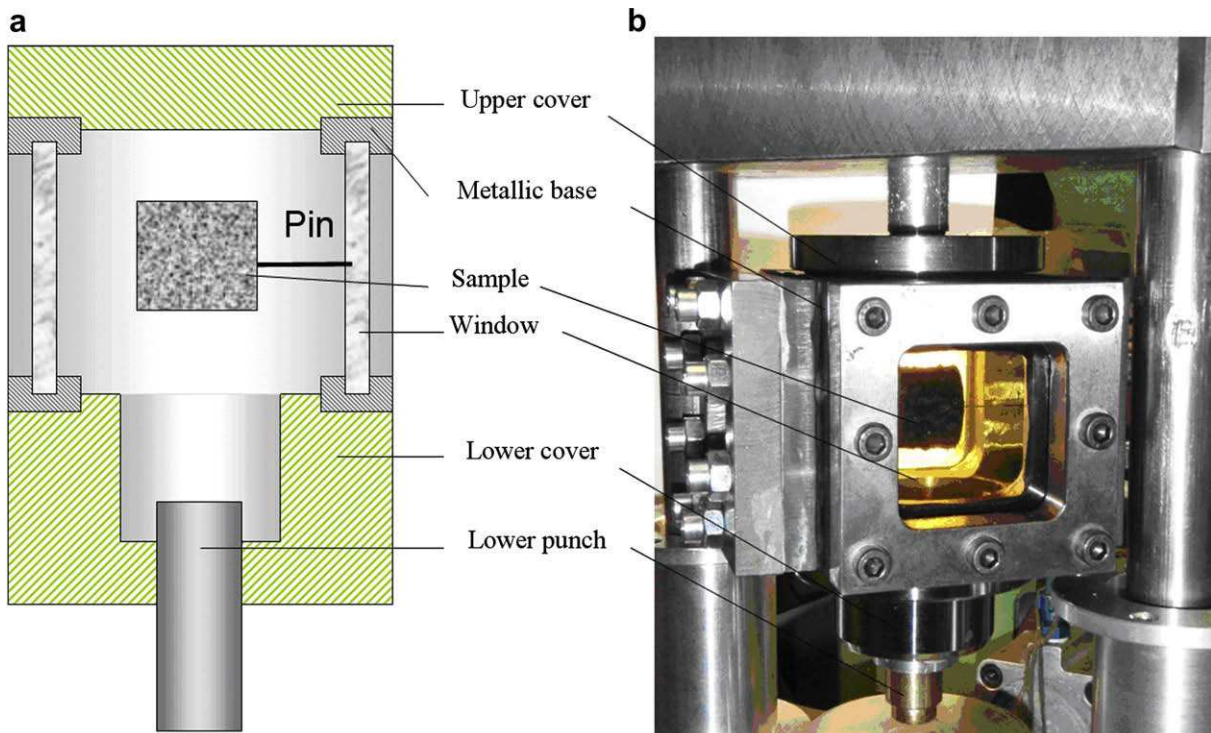 a
b
Upper cover
Metallic base
Pin
Sample
Window
Lower cover
Lower punch